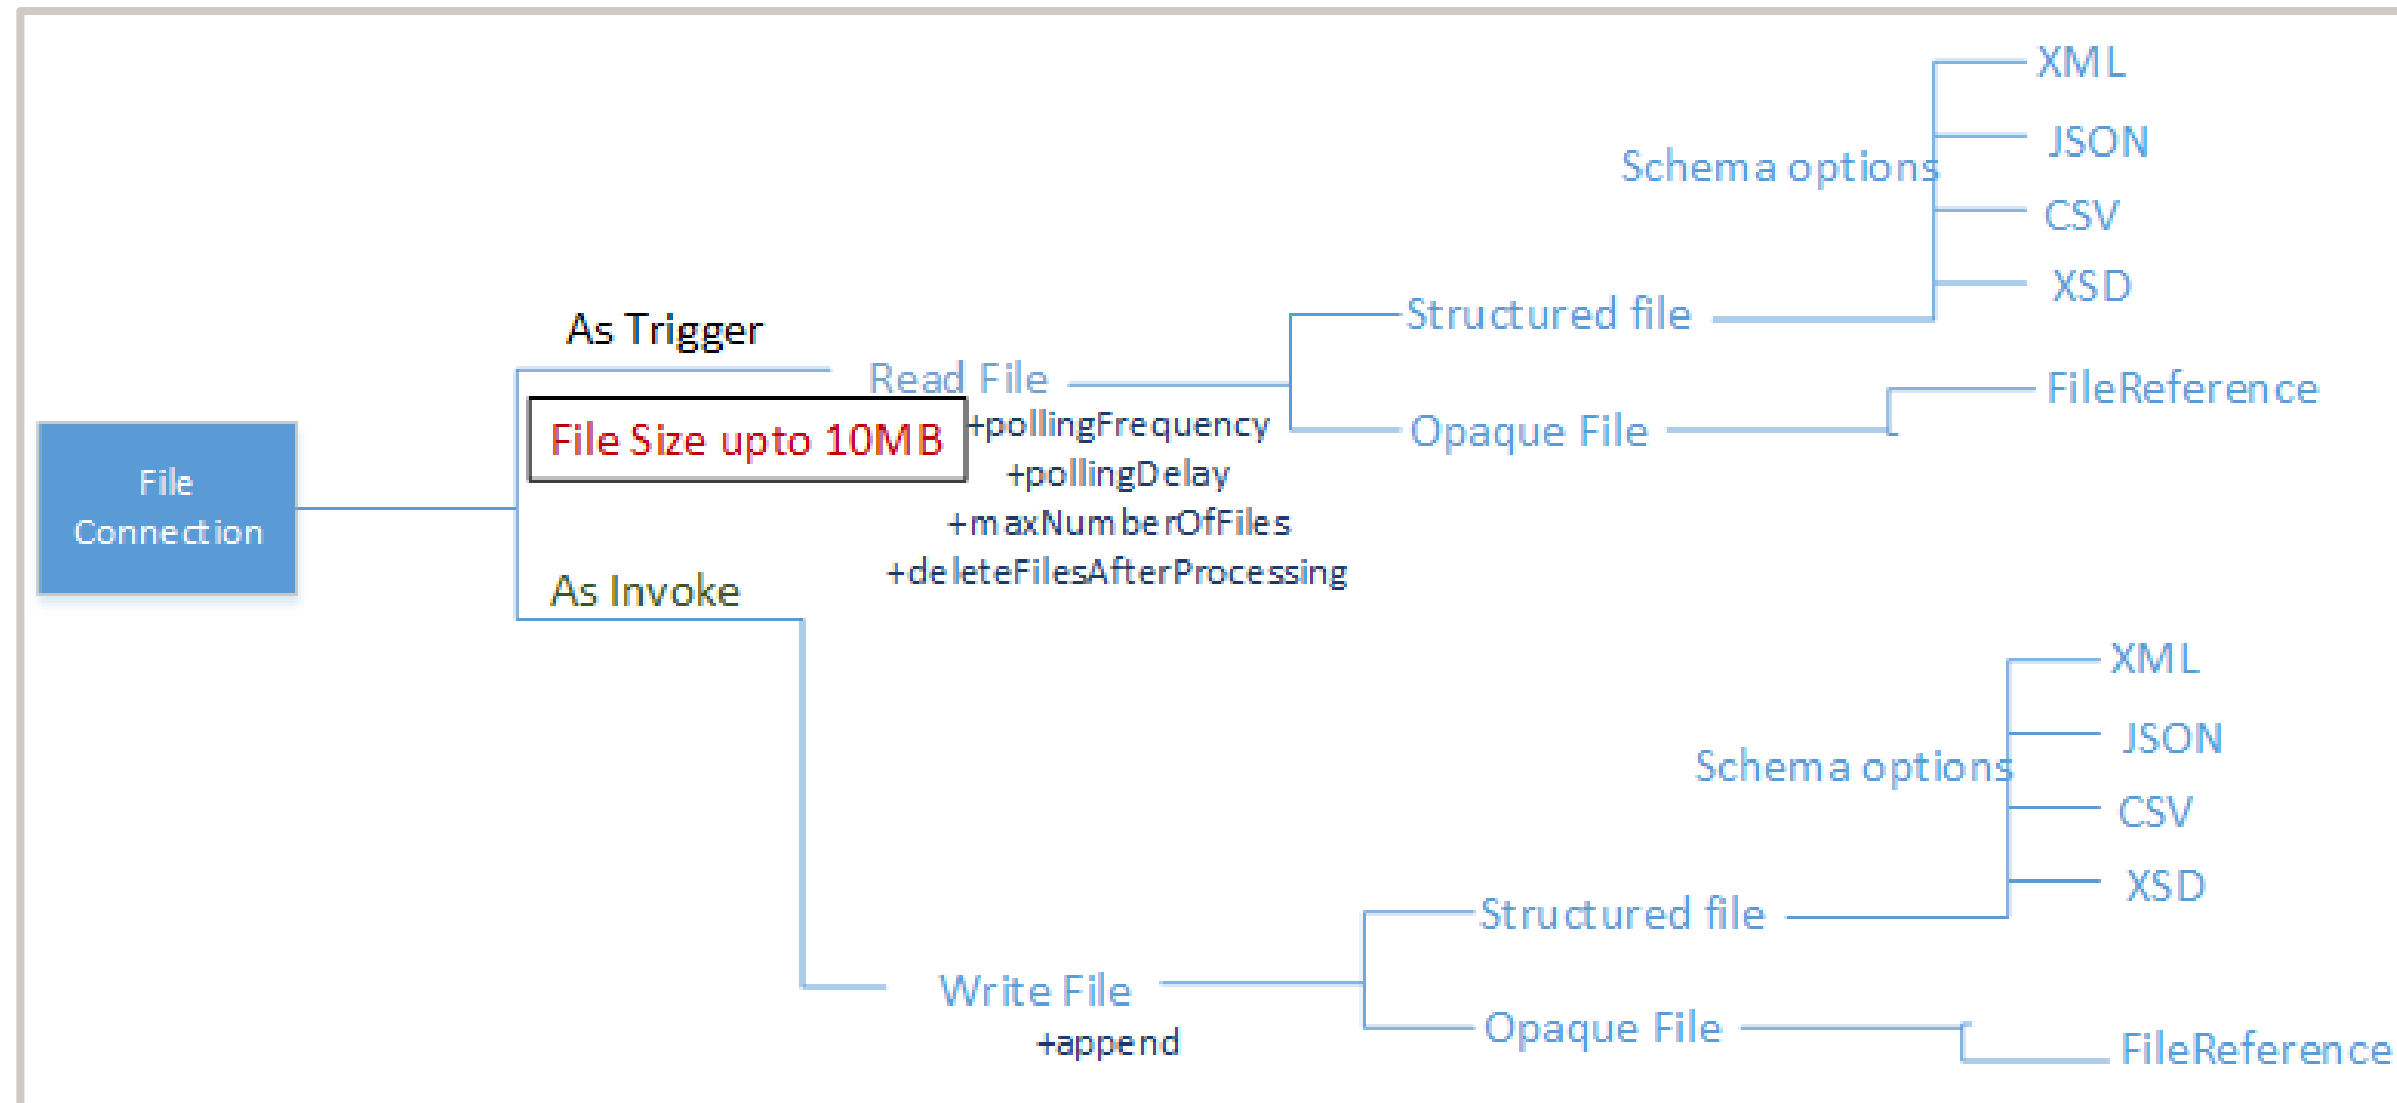 File
Connection
As Trigger
File Size upto 10MB
As Invoke
Read File
+pollingFrequency
+pollingDelay
+maxNumberOfFiles
+deleteFilesAfterProcessing
Structured file
Schema options
XML
JSON
CSV
XSD
Opaque File
FileReference
Write File
+append
Structured file
Schema options
XML
JSON
CSV
XSD
Opaque File
FileReference